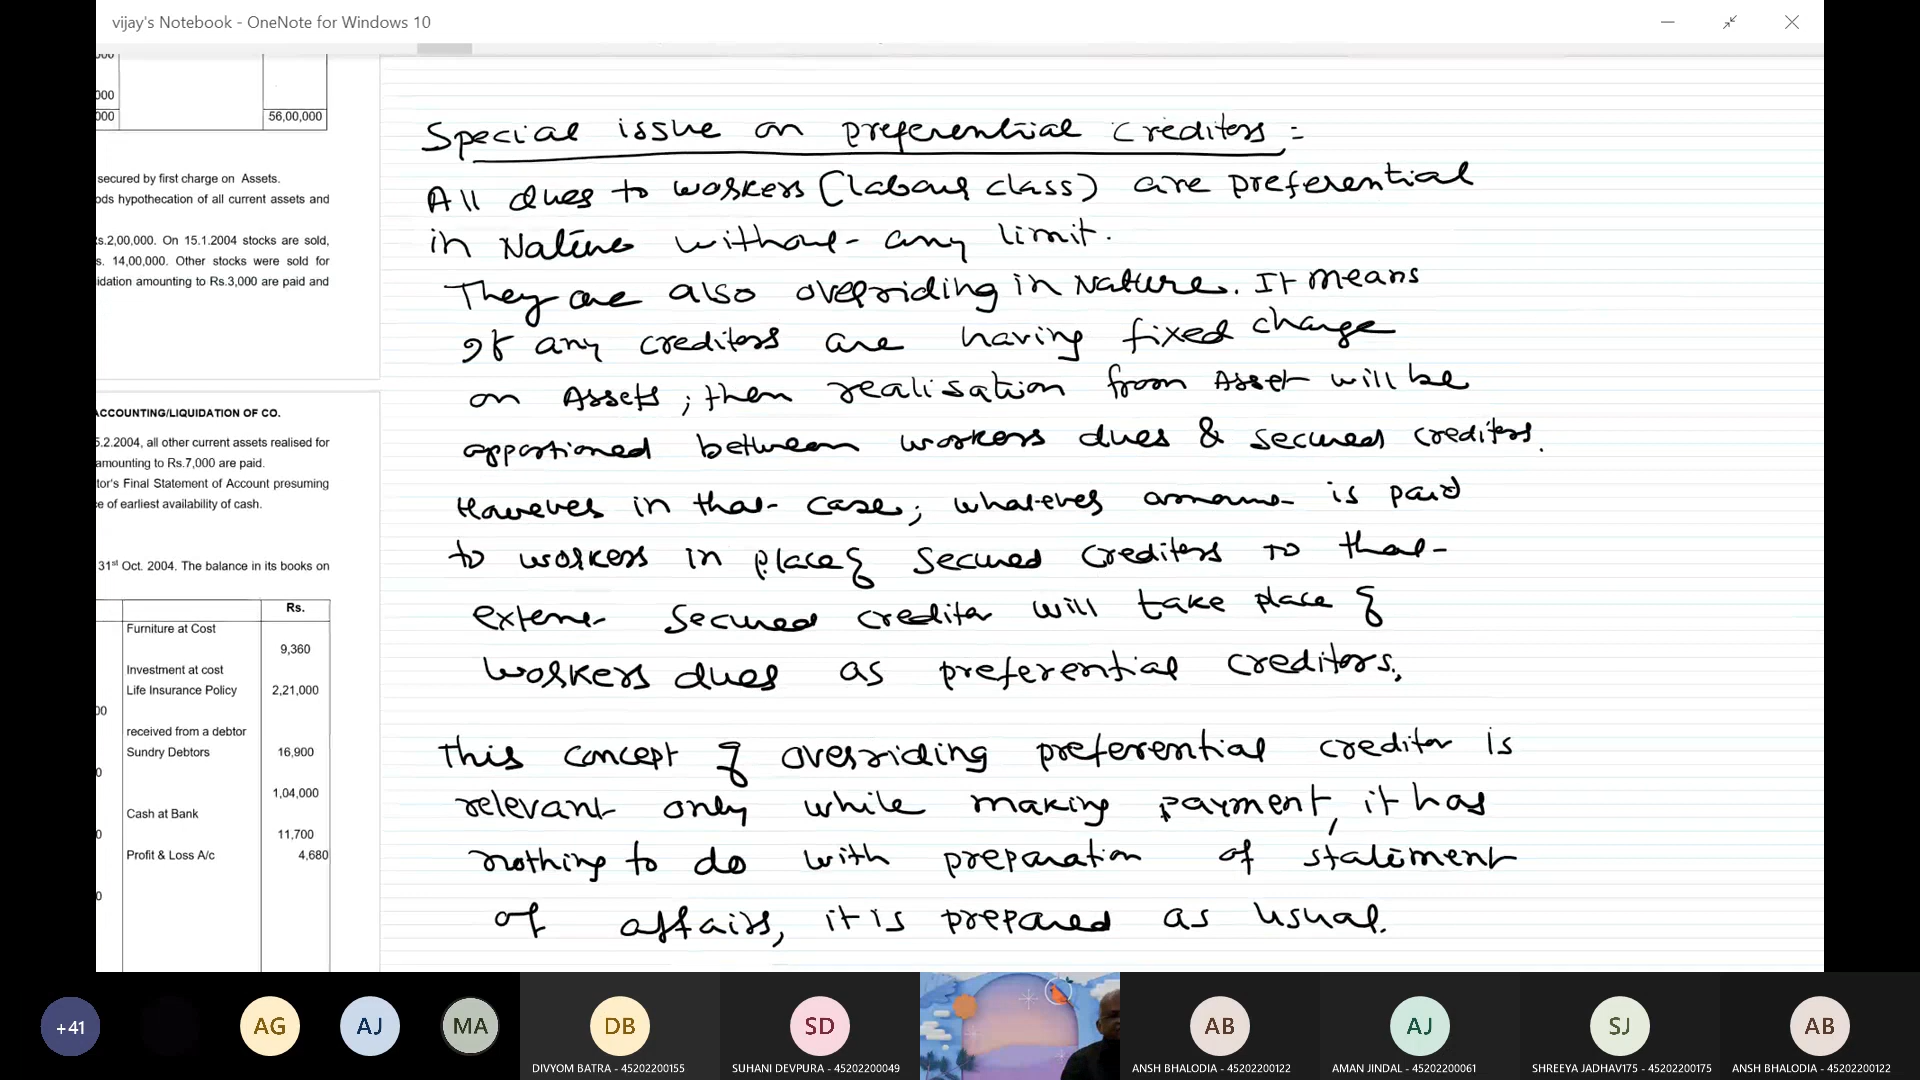 vijay's Notebook - OneNote for Windows 10
000
000
000
56,00,000
secured by first charge on Assets.
ods hypothecation of all current assets and
Rs.2,00,000. On 15.1.2004 stocks are sold,
s. 14,00,000. Other stocks were sold for
idation amounting to Rs.3,000 are paid and
ACCOUNTING/LIQUIDATION OF CO.
5.2.2004, all other current assets realised for
amounting to Rs.7,000 are paid.
tor's Final Statement of Account presuming
e of earliest availability of cash.
31st Oct. 2004. The balance in its books on
Rs.
Furniture at Cost
9,360
Investment at cost
Life Insurance Policy 2,21,000
00
received from a debtor
Sundry Debtors 16,900
0
1,04,000
Cash at Bank
0 11,700
Profit & Loss A/c 4,680
0
Special issue on preferential creditors :
All dues to workers (labour class) are preferential
in Nature without any limit.
They are also overriding in Nature. It means
If any creditors are having fixed charge
on Assets ; then realisation from Asset will be
apportioned between workers dues & secured creditors.
However in that case ; whatever amount is paid
to workers in place of secured creditors to that
extent secured creditor will take place of
workers dues as preferential creditors.
This concept of overriding preferential creditor is
relevant only while making payment, it has
nothing to do with preparation of statement
of affairs, it is prepared as usual.
+41 AG AJ MA DB SD AB AJ SJ AB
DIVYOM BATRA - 45202200155 SUHANI DEVPURA - 45202200049 ANSH BHALODIA - 45202200122 AMAN JINDAL - 45202200061 SHREEYA JADHAV175 - 45202200175 ANSH BHALODIA - 45202200122